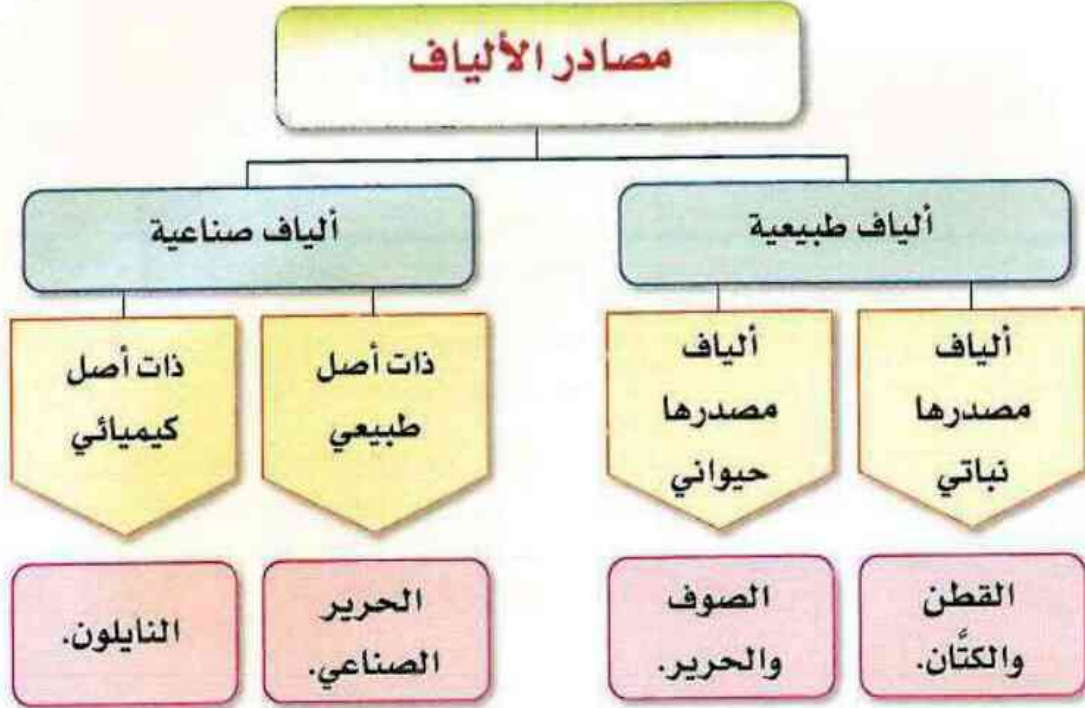 مصادر الألياف
ألياف طبيعية
ألياف صناعية
ألياف
مصدرها
نباتي
ألياف
مصدرها
حيواني
ذات أصل
طبيعي
ذات أصل
كيميائي
القطن
والكتَّان.
الصوف
والحرير.
الحرير
الصناعي.
النايلون.